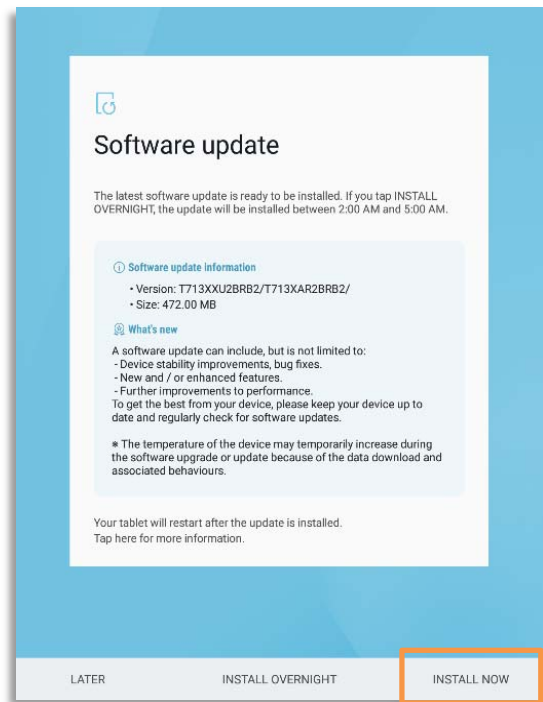 Software update
The latest software update is ready to be installed. If you tap INSTALL
OVERNIGHT, the update will be installed between 2:00 AM and 5:00 AM.
Software update information
• Version: T713XXU2BRB2/T713XAR2BRB2/
• Size: 472.00 MB
What's new
A software update can include, but is not limited to:
- Device stability improvements, bug fixes.
- New and / or enhanced features.
- Further improvements to performance.
To get the best from your device, please keep your device up to
date and regularly check for software updates.
* The temperature of the device may temporarily increase during
the software upgrade or update because of the data download and
associated behaviours.
Your tablet will restart after the update is installed.
Tap here for more information.
LATER INSTALL OVERNIGHT INSTALL NOW